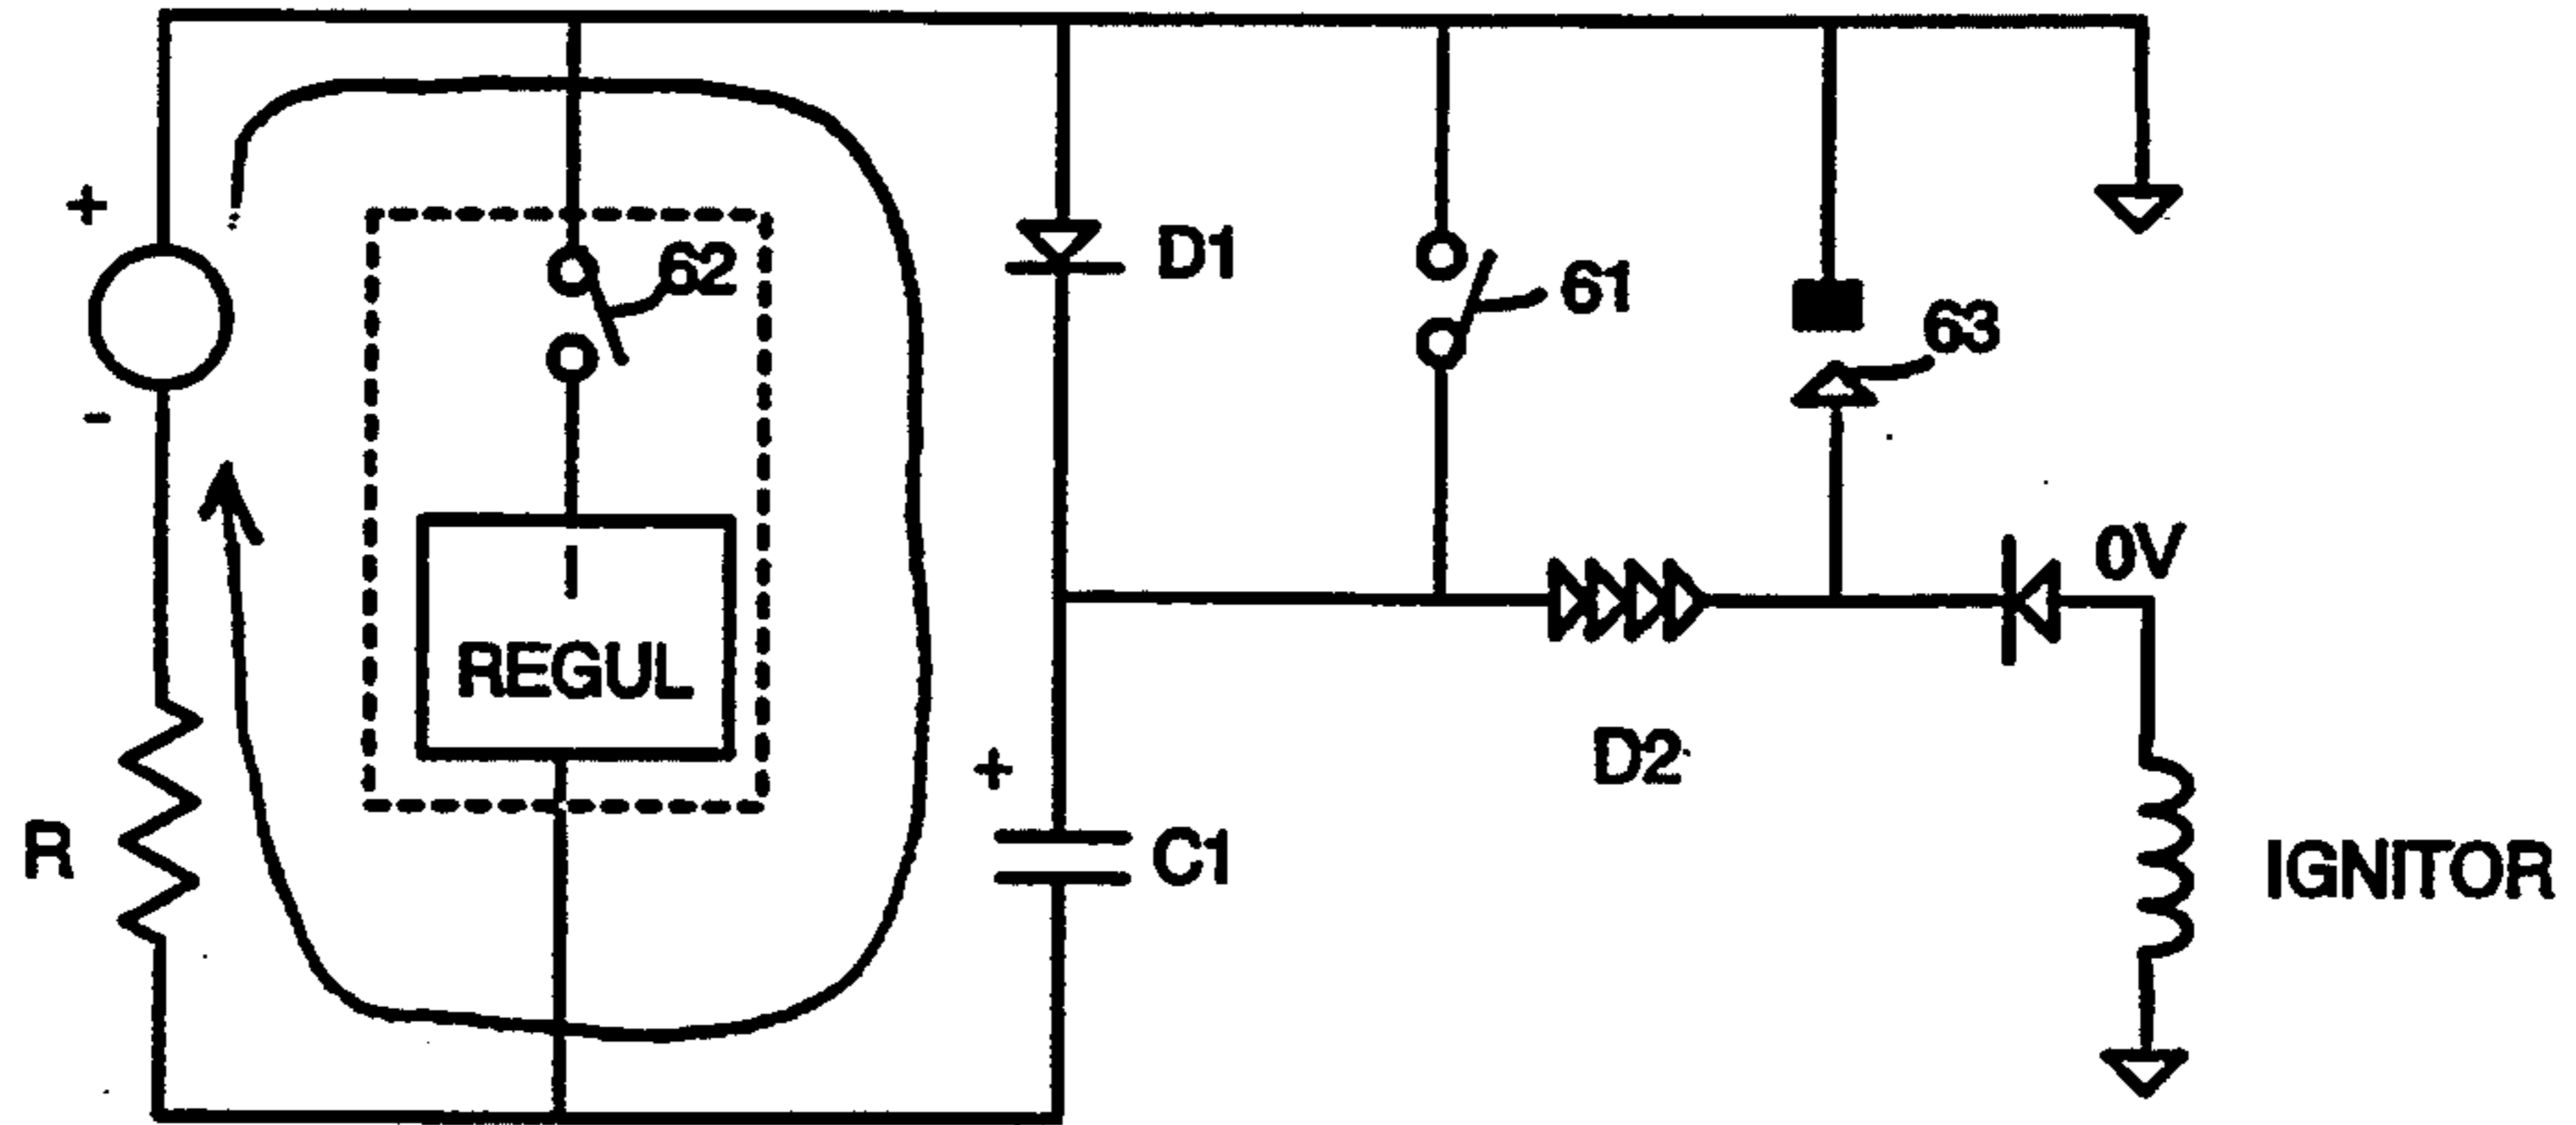 +
62
D1
61
63
-
0V
REGUL
D2
+
R
C1
IGNITOR